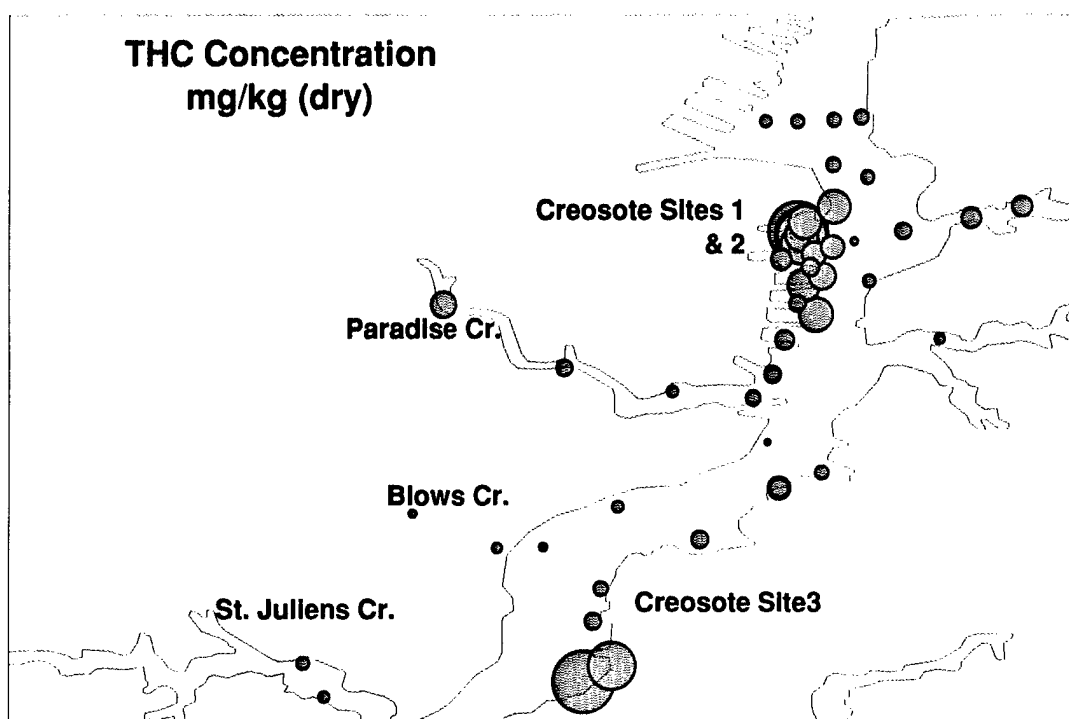 THC Concentration
mg/kg (dry)
Creosote Sites 1
& 2
Paradise Cr.
Blows Cr.
St. Juliens Cr.
Creosote Site3